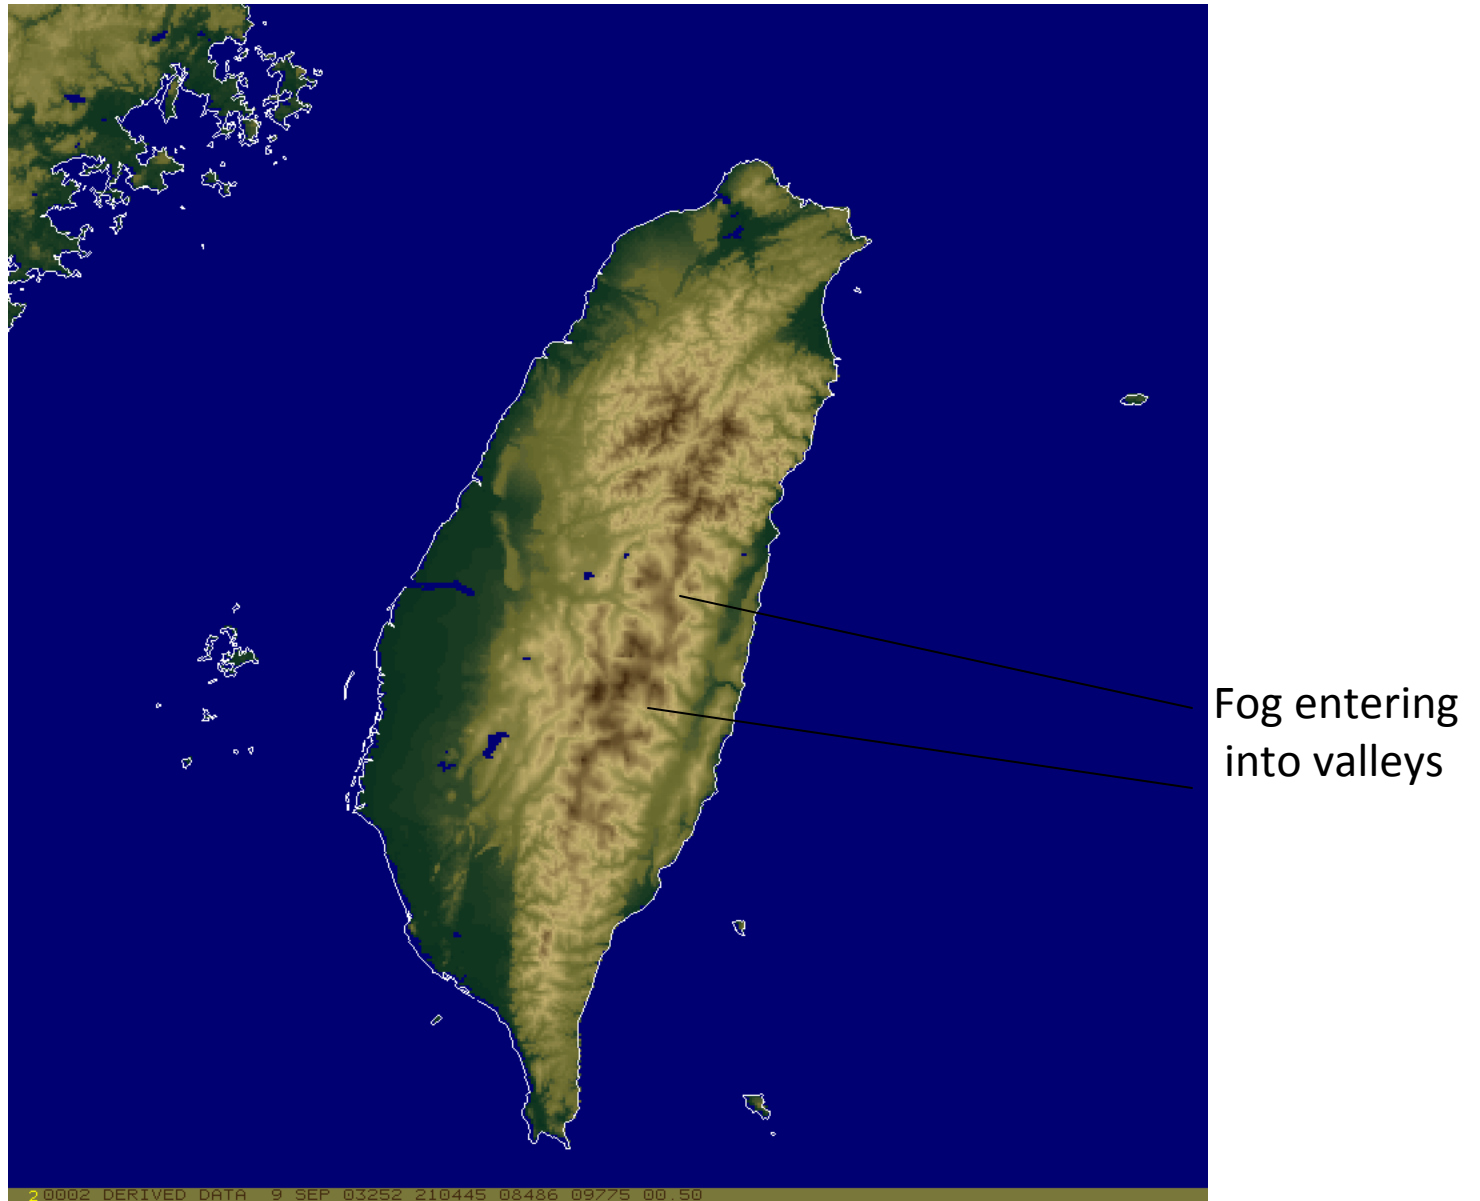 Fog entering
into valleys
20002 DERIVED DATA 9 SEP 03252 210445 08486 09775 00.50